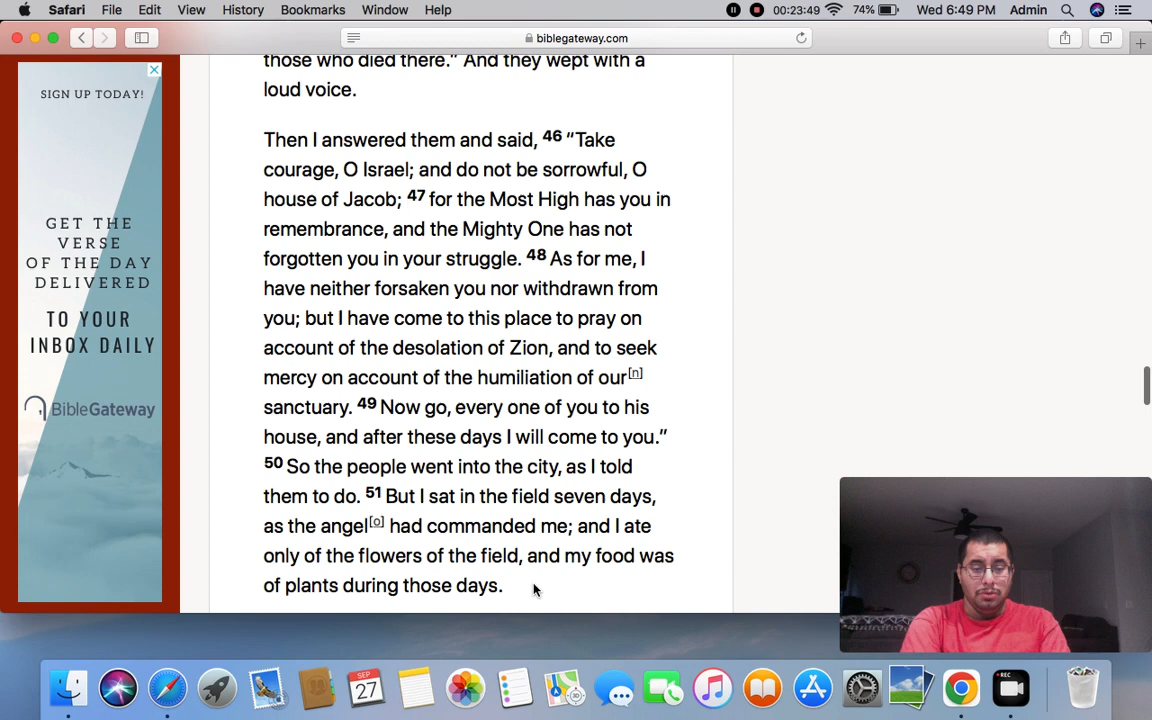 Safari File Edit View History Bookmarks Window Help 00:23:49 74% Wed 6:49 PM Admin
biblegateway.com
SIGN UP TODAY!
GET THE
VERSE
OF THE DAY
DELIVERED
TO YOUR
INBOX DAILY
BibleGateway
those who died there.” And they wept with a
loud voice.
Then I answered them and said, 46 “Take
courage, O Israel; and do not be sorrowful, O
house of Jacob; 47 for the Most High has you in
remembrance, and the Mighty One has not
forgotten you in your struggle. 48 As for me, I
have neither forsaken you nor withdrawn from
you; but I have come to this place to pray on
account of the desolation of Zion, and to seek
mercy on account of the humiliation of our[n]
sanctuary. 49 Now go, every one of you to his
house, and after these days I will come to you.”
50 So the people went into the city, as I told
them to do. 51 But I sat in the field seven days,
as the angel[o] had commanded me; and I ate
only of the flowers of the field, and my food was
of plants during those days.
SEP
27
3D
REC